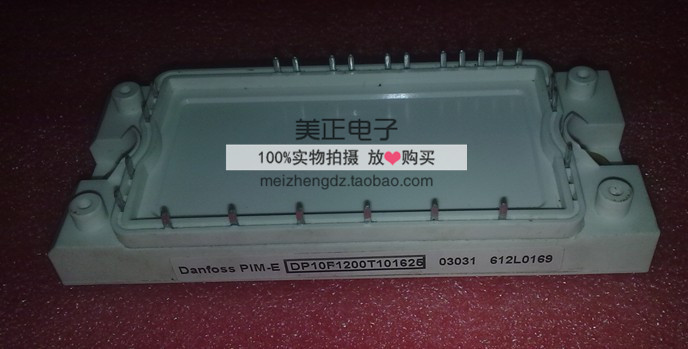 美正电子
100%实物拍摄 放❤购买
meizhengdz.taobao.com
Danfoss PIM-E DP10F1200T101625 03031 612L0169